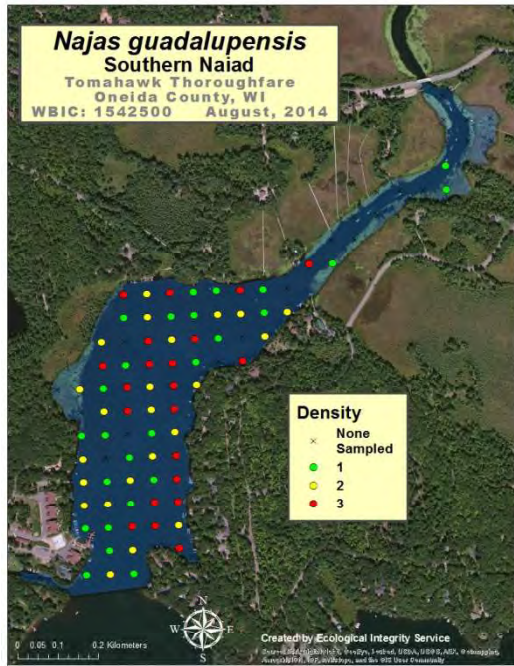 Najas guadalupensis
Southern Naiad
Tomahawk Thoroughfare
Oneida County, WI
WBIC: 1542500 August, 2014
Density
None
Sampled
1
2
3
N
W E
S
0 0.05 0.1 0.2 Kilometers
Created by Ecological Integrity Service